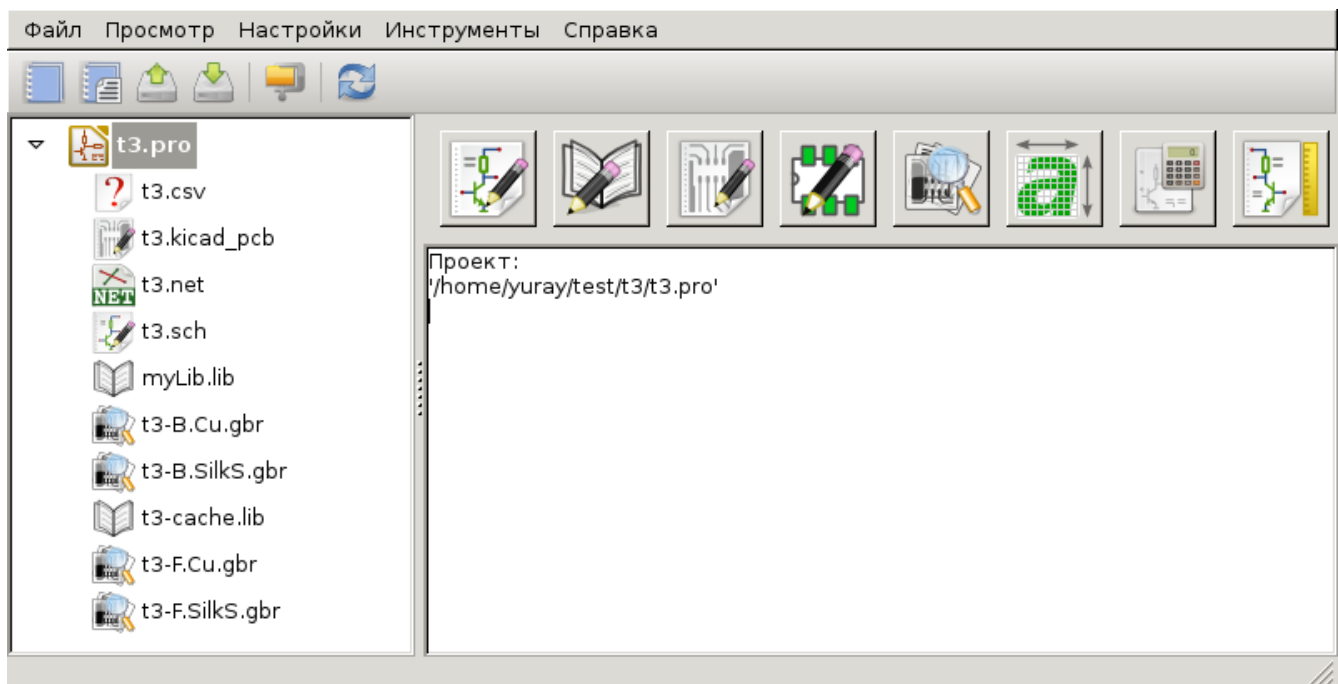 Файл Просмотр Настройки Инструменты Справка
t3.pro
t3.csv
t3.kicad_pcb
NET t3.net
t3.sch
myLib.lib
t3-B.Cu.gbr
t3-B.SilkS.gbr
t3-cache.lib
t3-F.Cu.gbr
t3-F.SilkS.gbr
Проект:
'/home/yuray/test/t3/t3.pro'